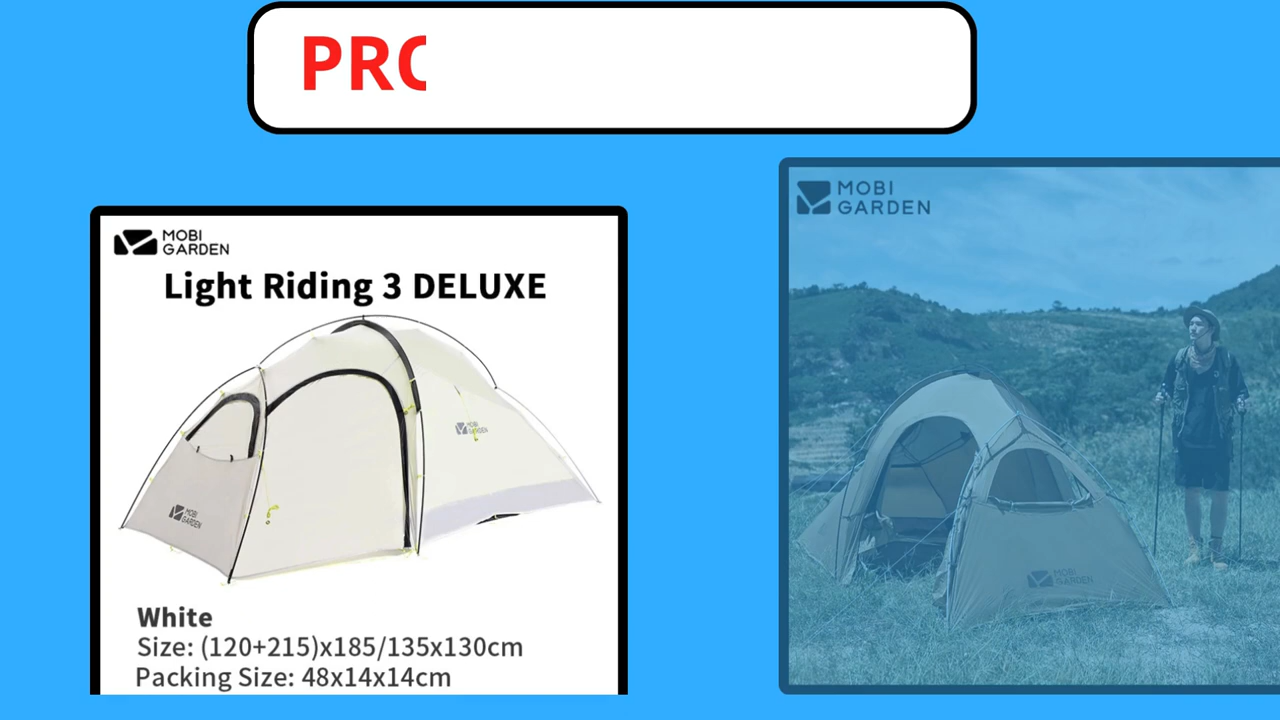 PRO
MOBI
GARDEN
Light Riding 3 DELUXE
MOBI
GARDEN
MOBI
GARDEN
White
Size: (120+215)x185/135x130cm
Packing Size: 48x14x14cm
MOBI
GARDEN
MOBI
GARDEN